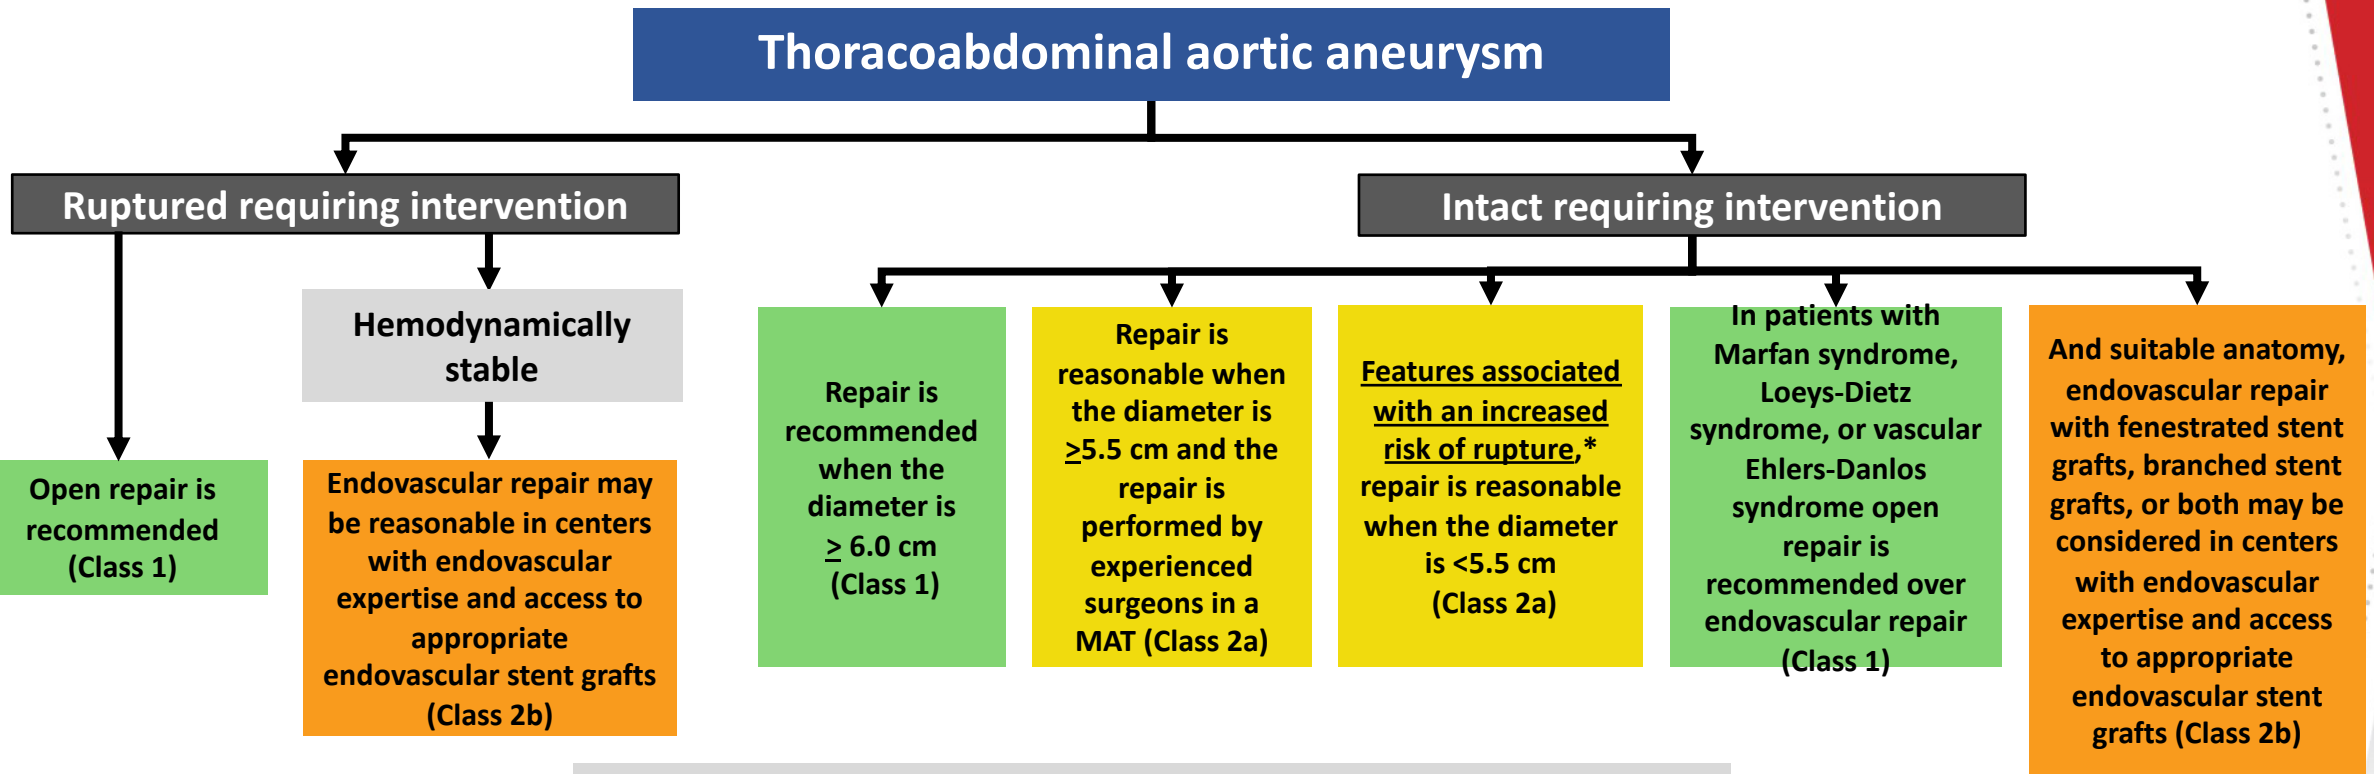 Thoracoabdominal aortic aneurysm
Ruptured requiring intervention
Intact requiring intervention
Open repair is
recommended
(Class 1)
Hemodynamically
stable
Endovascular repair may
be reasonable in centers
with endovascular
expertise and access to
appropriate
endovascular stent grafts
(Class 2b)
Repair is
recommended
when the
diameter is
≥ 6.0 cm
(Class 1)
Repair is
reasonable when
the diameter is
≥5.5 cm and the
repair is
performed by
experienced
surgeons in a
MAT (Class 2a)
Features associated
with an increased
risk of rupture,*
repair is reasonable
when the diameter
is <5.5 cm
(Class 2a)
In patients with
Marfan syndrome,
Loeys-Dietz
syndrome, or vascular
Ehlers-Danlos
syndrome open
repair is
recommended over
endovascular repair
(Class 1)
And suitable anatomy,
endovascular repair
with fenestrated stent
grafts, branched stent
grafts, or both may be
considered in centers
with endovascular
expertise and access
to appropriate
endovascular stent
grafts (Class 2b)